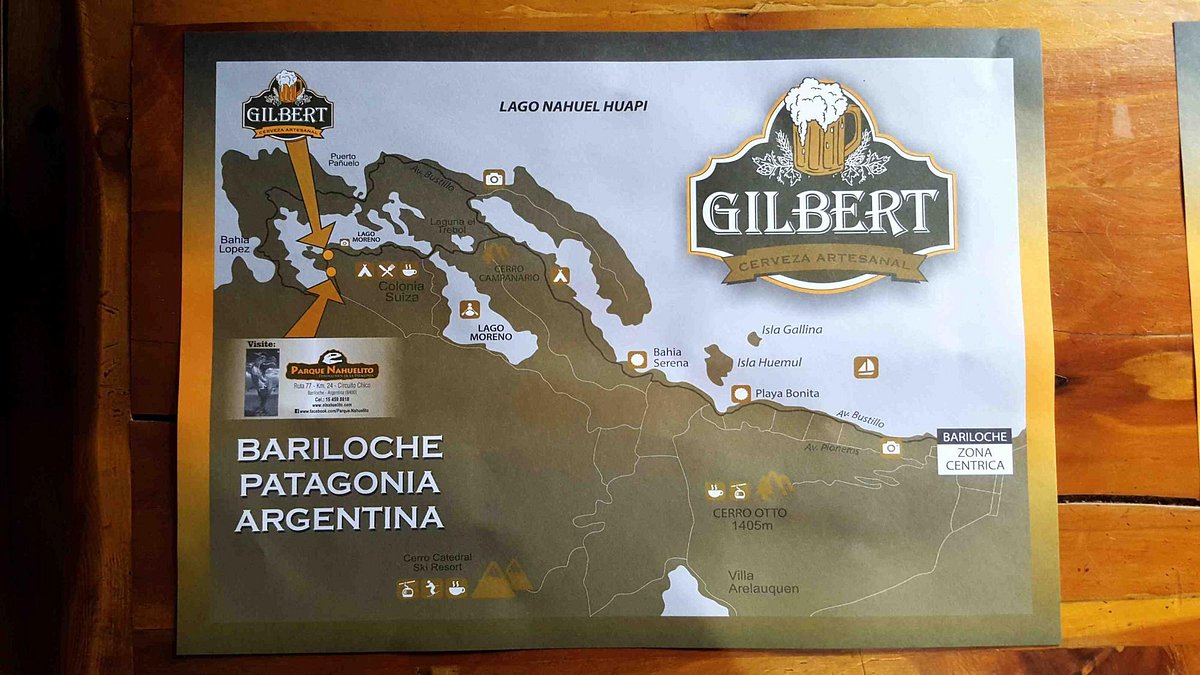 GILBERT
CERVEZA ARTESANAL
LAGO NAHUEL HUAPI
GILBERT
CERVEZA ARTESANAL
Puerto
Pañuelo
Av. Bustillo
Laguna el
Trebol
LAGO
MORENO
Bahia
Lopez
CERRO
CAMPANARIO
Colonia
Suiza
LAGO
MORENO
Isla Gallina
Bahia
Serena
Isla Huemul
Playa Bonita
Av. Bustillo
Av. Pioneros
BARILOCHE
ZONA
CENTRICA
Visite:
PARQUE NAHUELITO
Ruta 77 - Km. 24 - Circuito Chico
Bariloche - Argentina (8400)
Cel.: 15 459 8618
www.facebook.com/Parque.Nahuelito
BARILOCHE
PATAGONIA
ARGENTINA
CERRO OTTO
1405m
Cerro Catedral
Ski Resort
Villa
Arelauquen